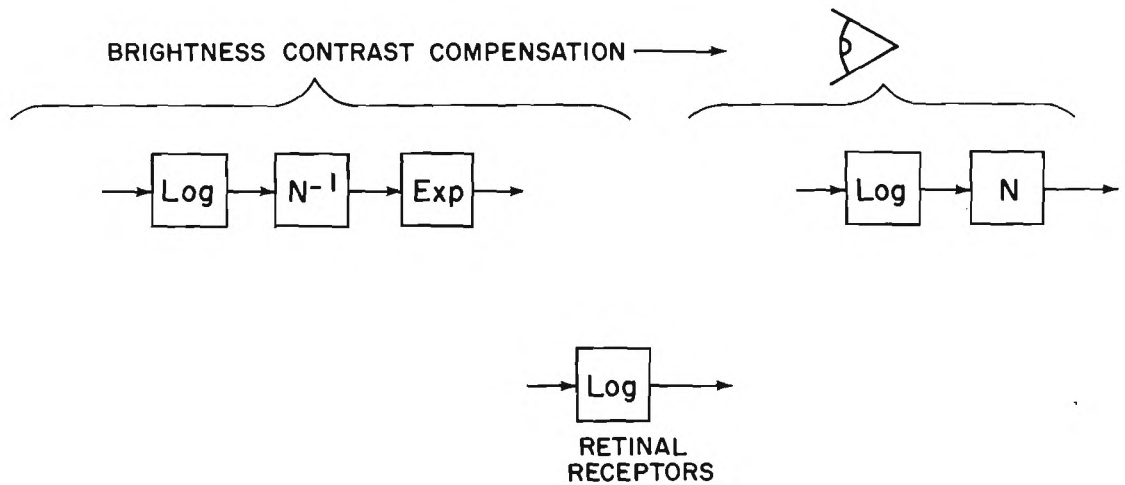 BRIGHTNESS CONTRAST COMPENSATION
Log N⁻¹ Exp Log N
Log
RETINAL
RECEPTORS